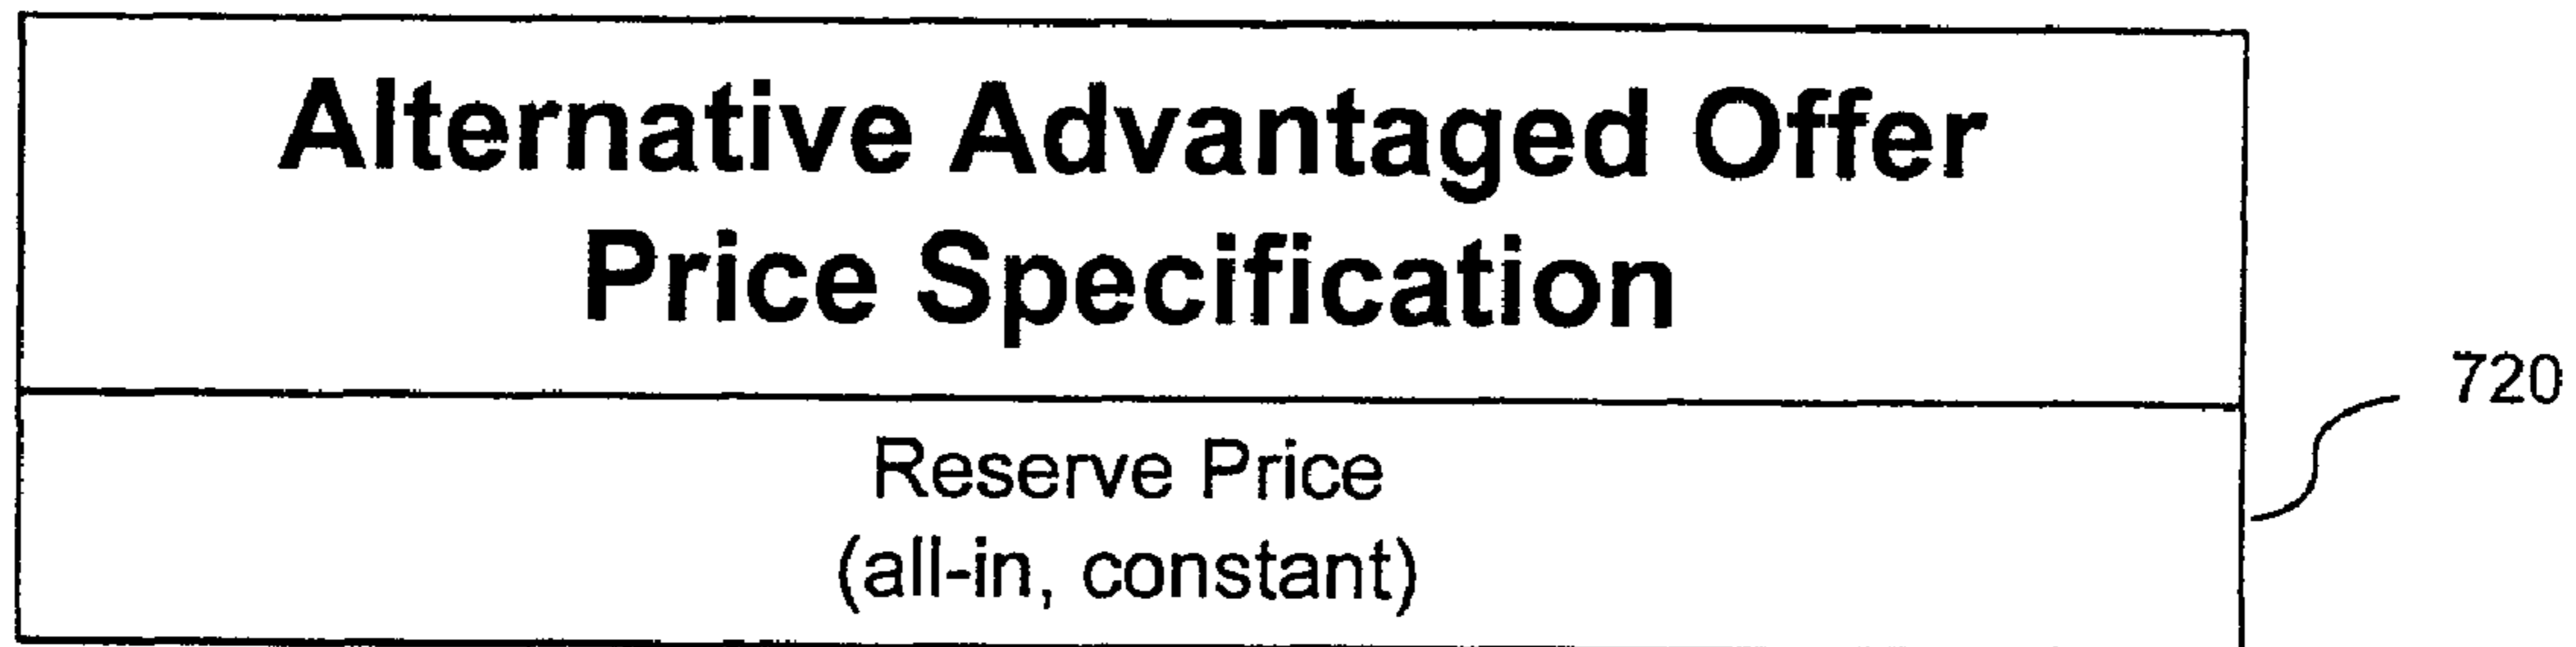 Alternative Advantaged Offer
Price Specification
720
Reserve Price
(all-in, constant)